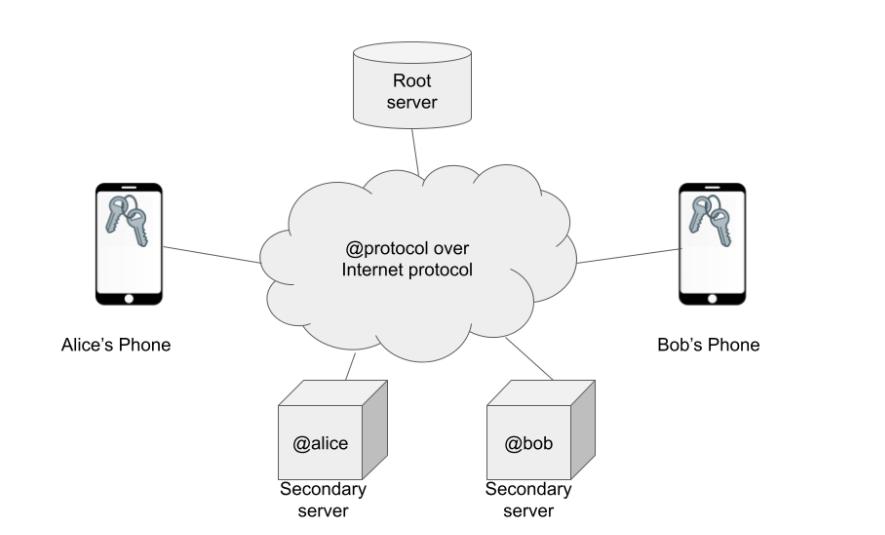 Root
server
@protocol over
Internet protocol
Alice's Phone
Bob's Phone
@alice
@bob
Secondary
server
Secondary
server